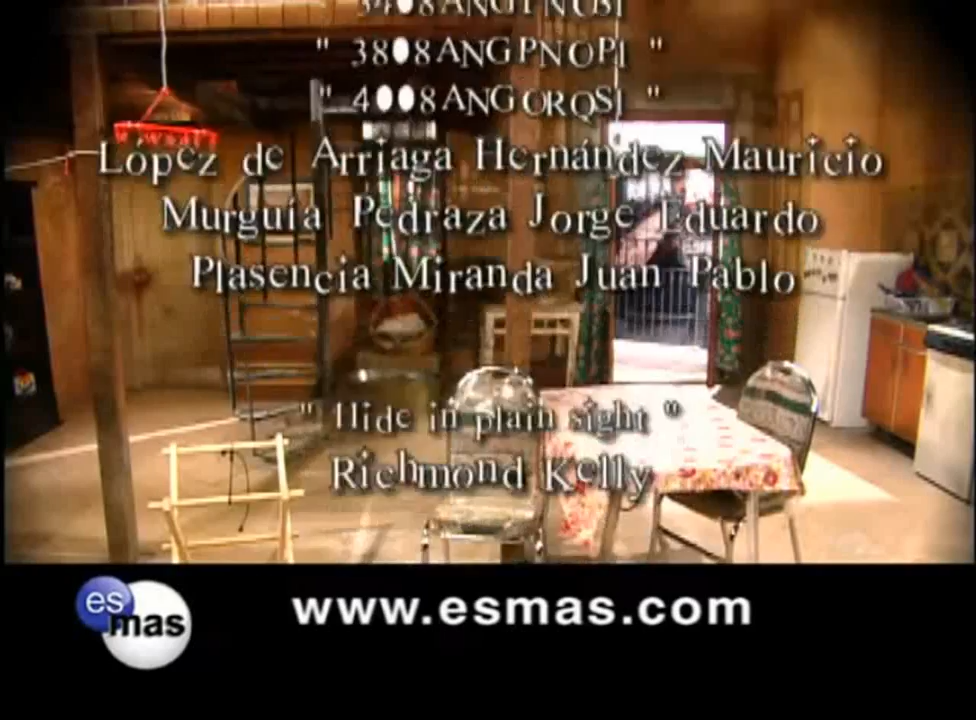 3408ANGPNOSI
" 3808ANGPNOPI "
" 4008ANGORQSI "
López de Arriaga Hernández Mauricio
Murguía Pedraza Jorge Eduardo
Plasencia Miranda Juan Pablo
" Hide in plain sight "
Richmond Kelly
es
mas
www.esmas.com